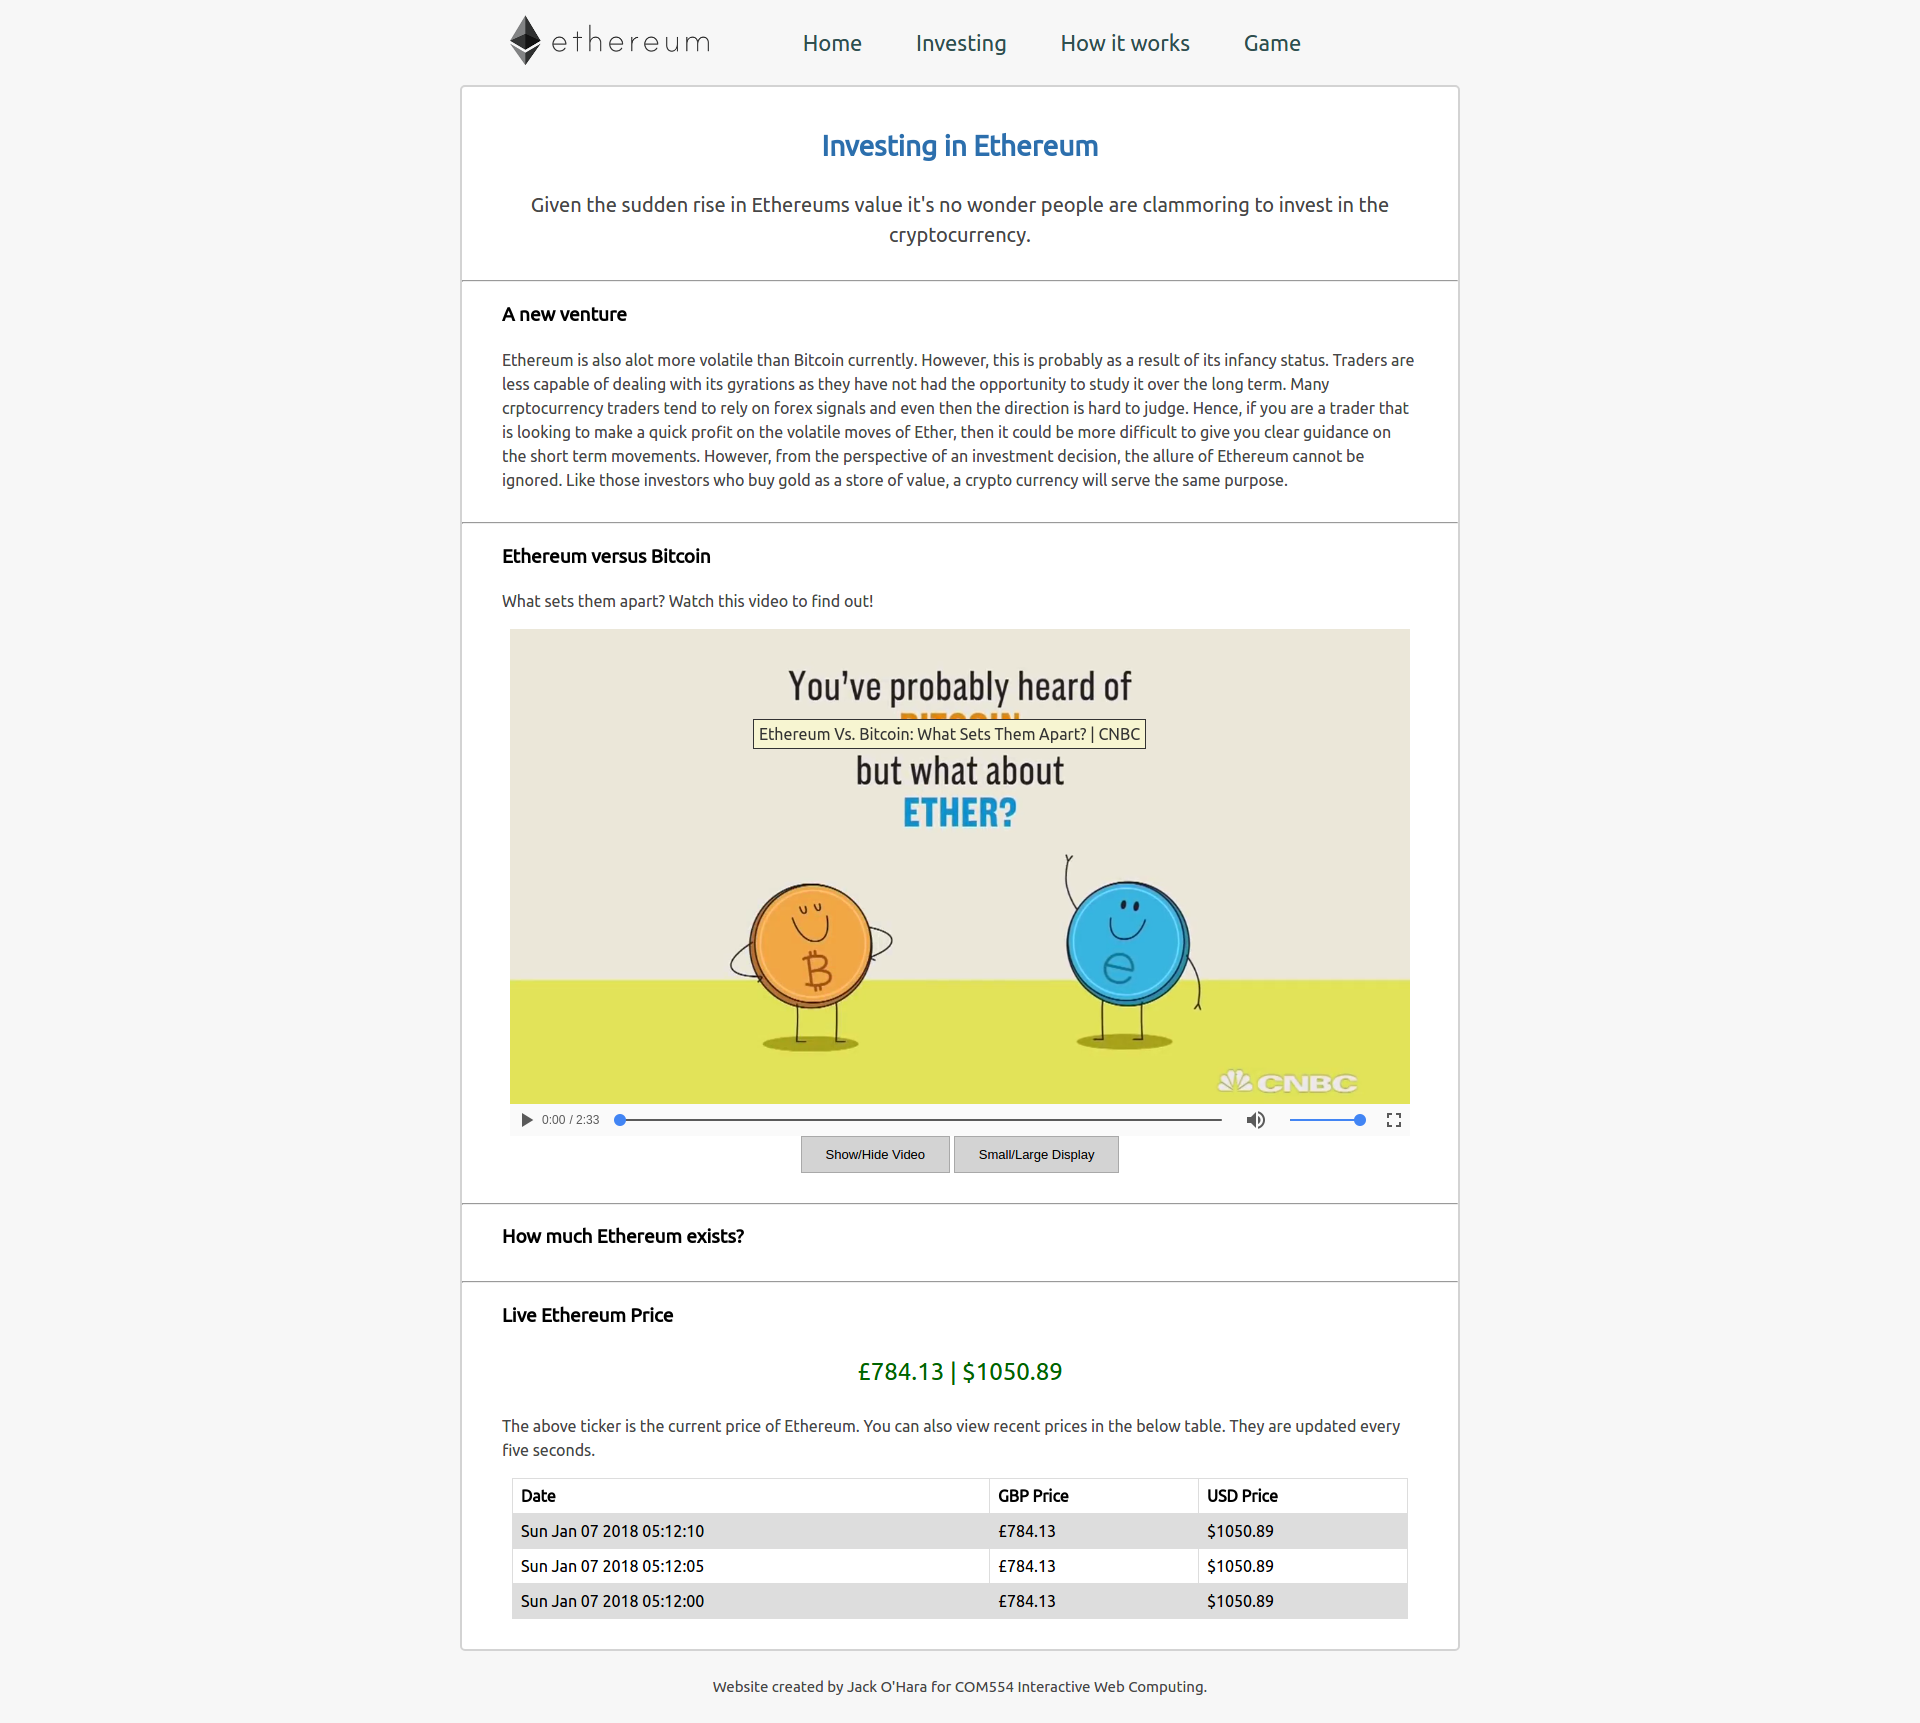 ethereum
Home Investing How it works Game
Investing in Ethereum
Given the sudden rise in Ethereums value it's no wonder people are clammoring to invest in the
cryptocurrency.
A new venture
Ethereum is also alot more volatile than Bitcoin currently. However, this is probably as a result of its infancy status. Traders are
less capable of dealing with its gyrations as they have not had the opportunity to study it over the long term. Many
crptocurrency traders tend to rely on forex signals and even then the direction is hard to judge. Hence, if you are a trader that
is looking to make a quick profit on the volatile moves of Ether, then it could be more difficult to give you clear guidance on
the short term movements. However, from the perspective of an investment decision, the allure of Ethereum cannot be
ignored. Like those investors who buy gold as a store of value, a crypto currency will serve the same purpose.
Ethereum versus Bitcoin
What sets them apart? Watch this video to find out!
You've probably heard of
BITCOIN
Ethereum Vs. Bitcoin: What Sets Them Apart? | CNBC
but what about
ETHER?
CNBC
0:00 / 2:33
Show/Hide Video Small/Large Display
How much Ethereum exists?
Live Ethereum Price
£784.13 | $1050.89
The above ticker is the current price of Ethereum. You can also view recent prices in the below table. They are updated every
five seconds.
Date GBP Price USD Price
Sun Jan 07 2018 05:12:10 £784.13 $1050.89
Sun Jan 07 2018 05:12:05 £784.13 $1050.89
Sun Jan 07 2018 05:12:00 £784.13 $1050.89
Website created by Jack O'Hara for COM554 Interactive Web Computing.